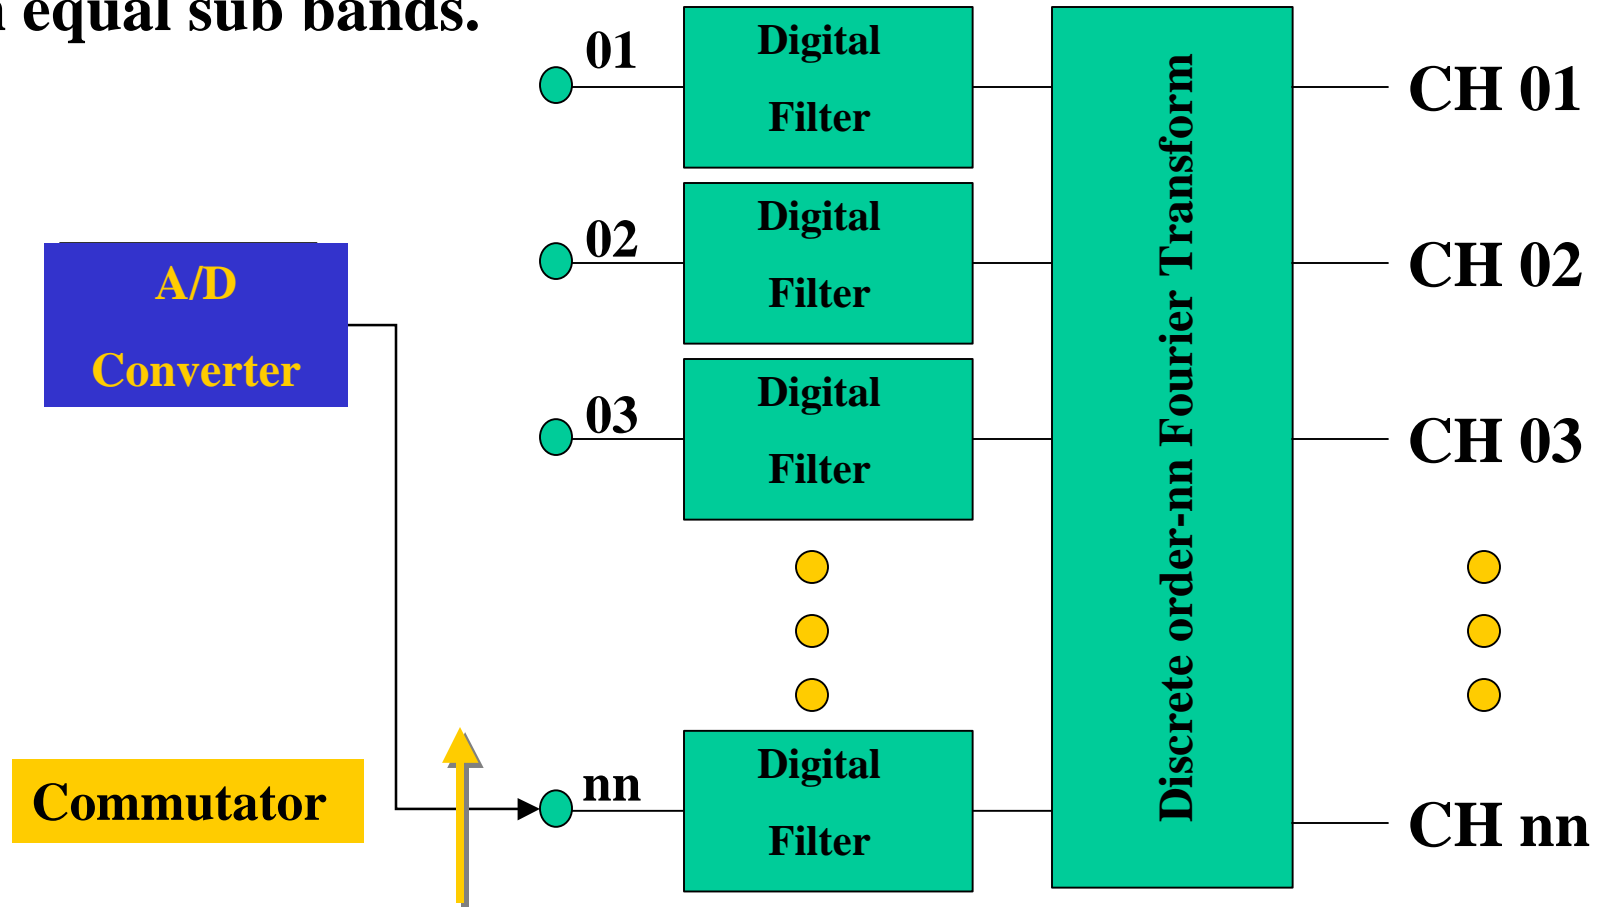 equal sub bands.
01
Digital
Filter
CH 01
02
Digital
Filter
CH 02
A/D
Converter
03
Digital
Filter
CH 03
Discrete order-nn Fourier Transform
Commutator
nn
Digital
Filter
CH nn